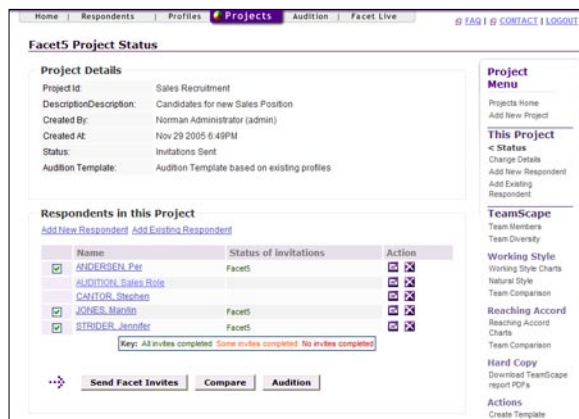 Home | Respondents | Profiles Projects Audition | Facet Live
FAQ | CONTACT | LOGOUT
Facet5 Project Status
Project Details
Project Id: Sales Recruitment
DescriptionDescription: Candidates for new Sales Position
Created By: Norman Administrator (admin)
Created At: Nov 29 2005 6:49PM
Status: Invitations Sent
Audition Template: Audition Template based on existing profiles
Respondents in this Project
Add New Respondent Add Existing Respondent
Name Status of invitations Action
ANDERSEN, Per Facet5
AUDITION, Sales Role
CANTOR, Stephen
JONES, Martin Facet5
STRIDER, Jennifer Facet5
Key: All invites completed Some invites completed No invites completed
Send Facet Invites Compare Audition
Project
Menu
Projects Home
Add New Project
This Project
< Status
Change Details
Add New Respondent
Add Existing
Respondent
TeamScape
Team Members
Team Diversity
Working Style
Working Style Charts
Natural Style
Team Comparison
Reaching Accord
Reaching Accord
Charts
Team Comparison
Hard Copy
Download TeamScape
report PDFs
Actions
Create Template